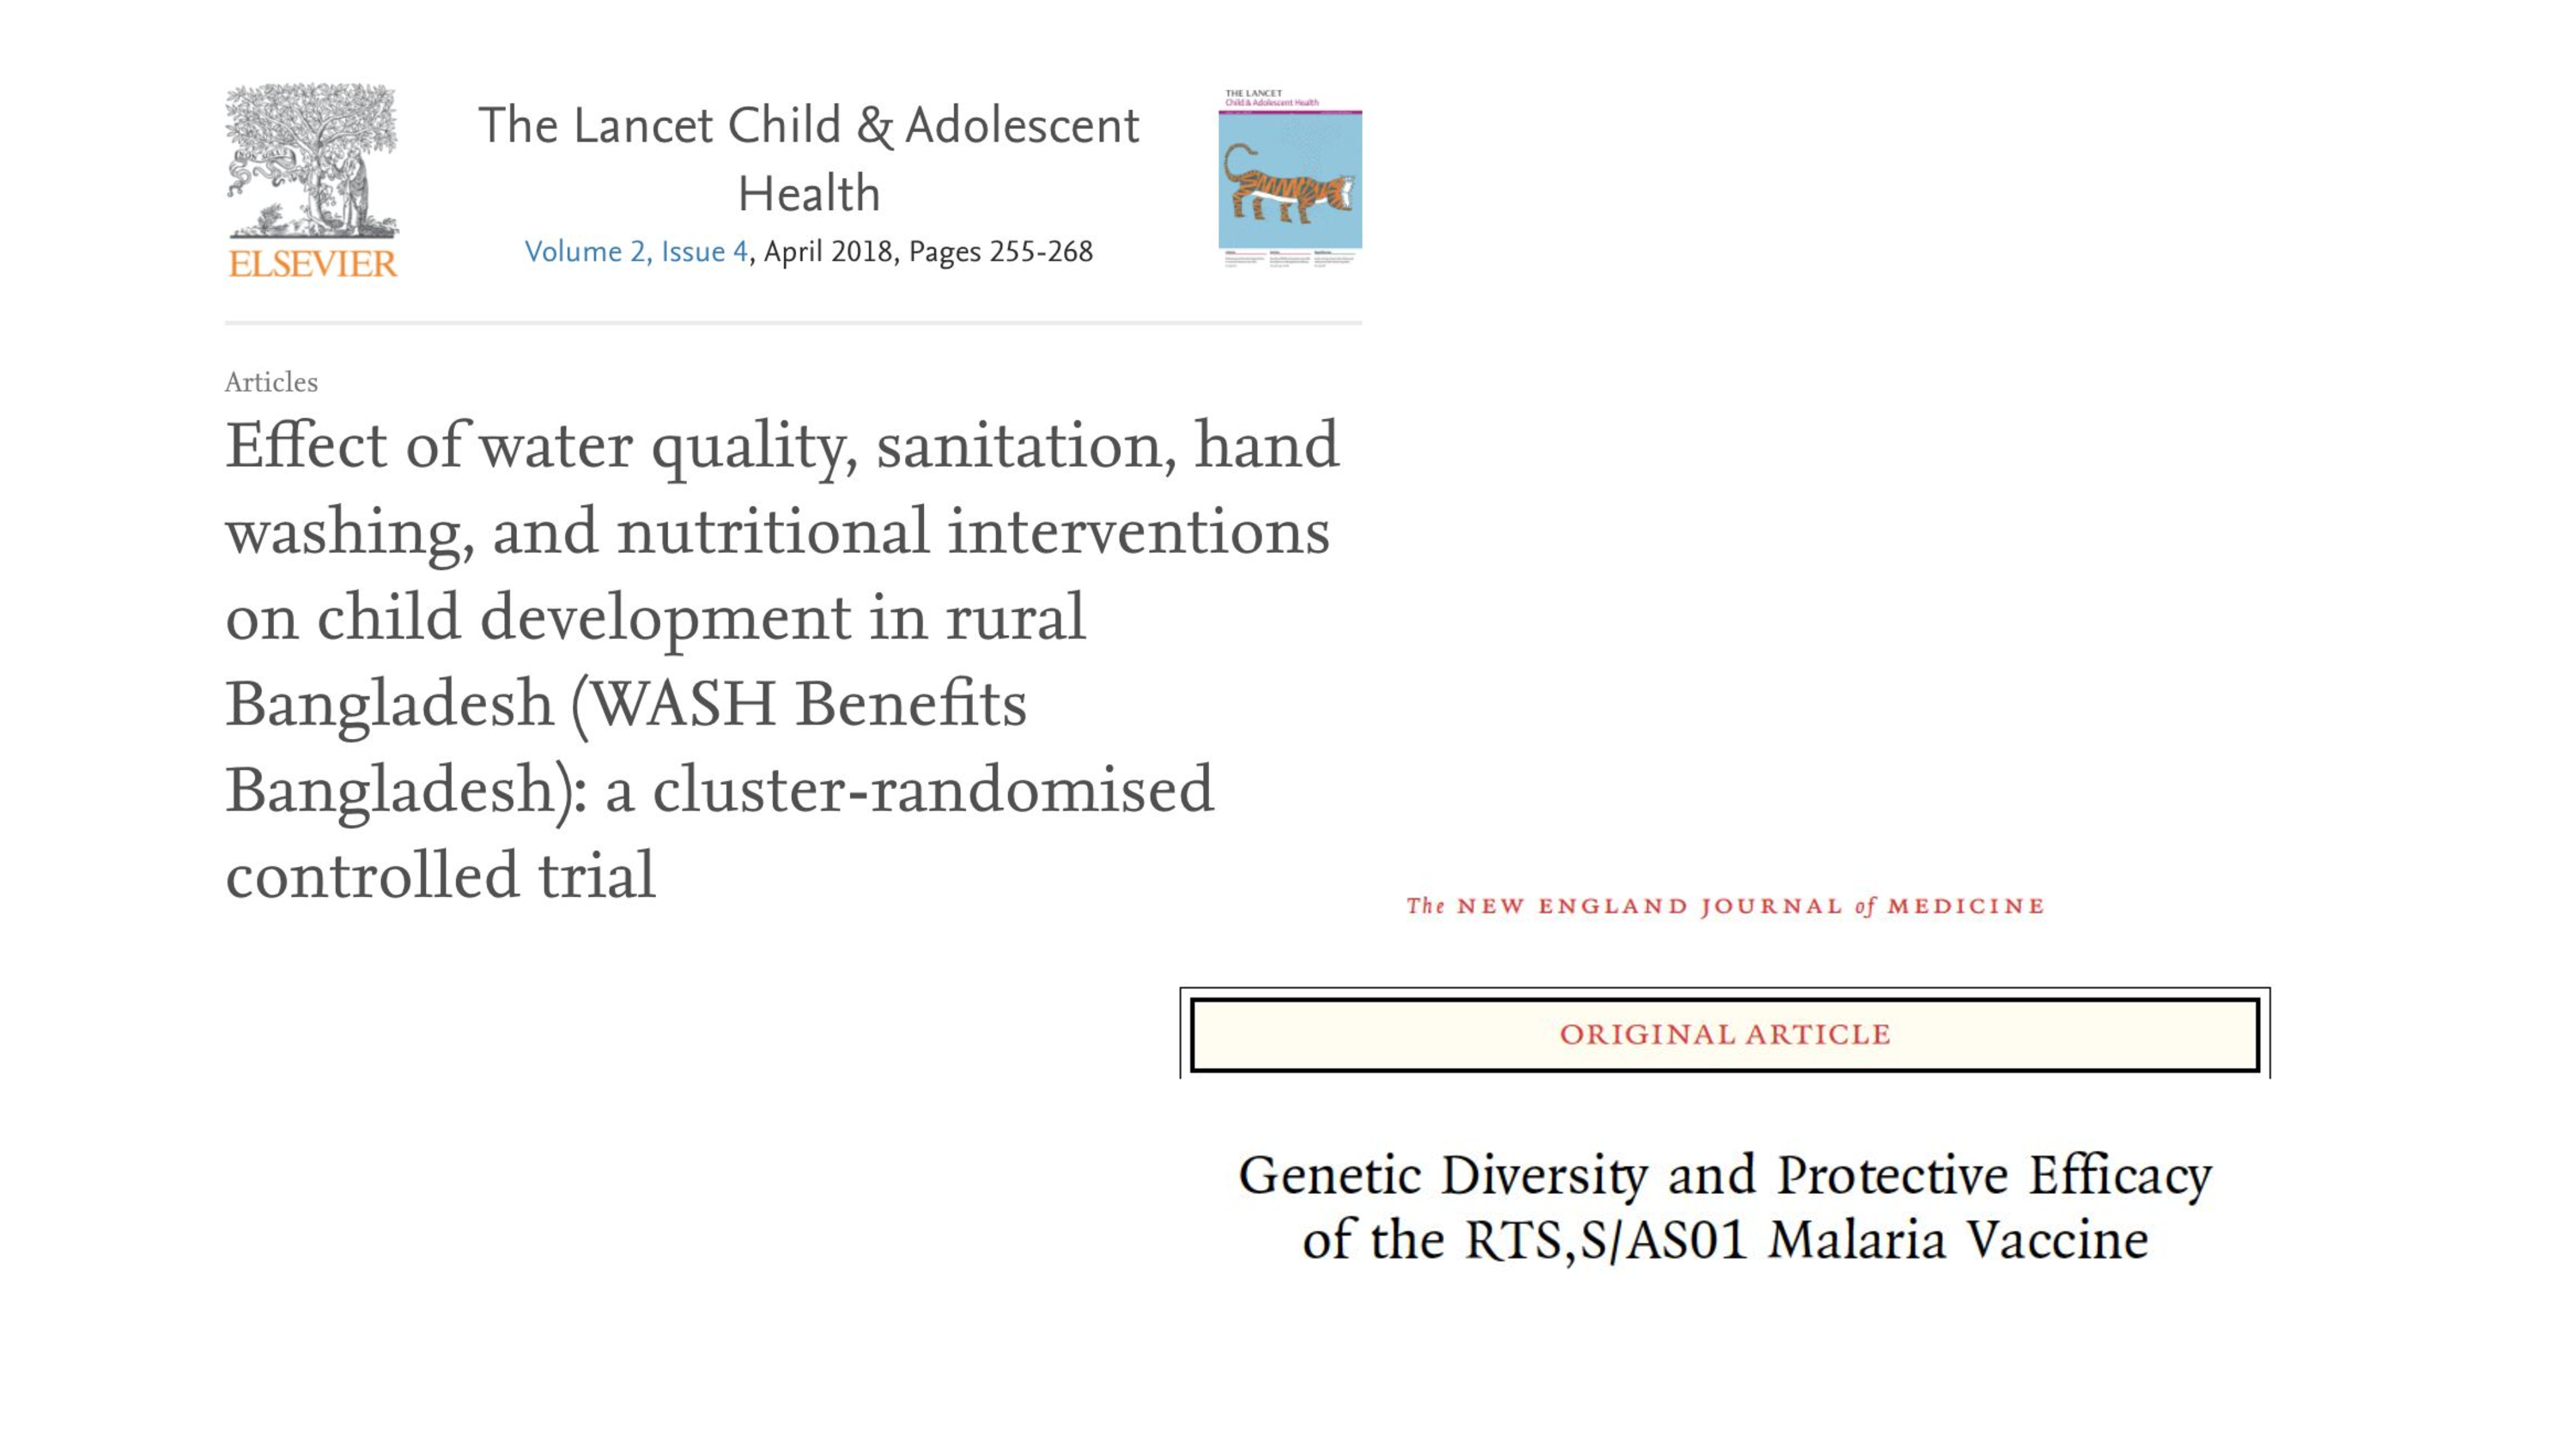 ELSEVIER
The Lancet Child & Adolescent
Health
Volume 2, Issue 4, April 2018, Pages 255-268
THE LANCET
Child & Adolescent Health
Articles
Effect of water quality, sanitation, hand
washing, and nutritional interventions
on child development in rural
Bangladesh (WASH Benefits
Bangladesh): a cluster-randomised
controlled trial
The NEW ENGLAND JOURNAL of MEDICINE
ORIGINAL ARTICLE
Genetic Diversity and Protective Efficacy
of the RTS,S/AS01 Malaria Vaccine